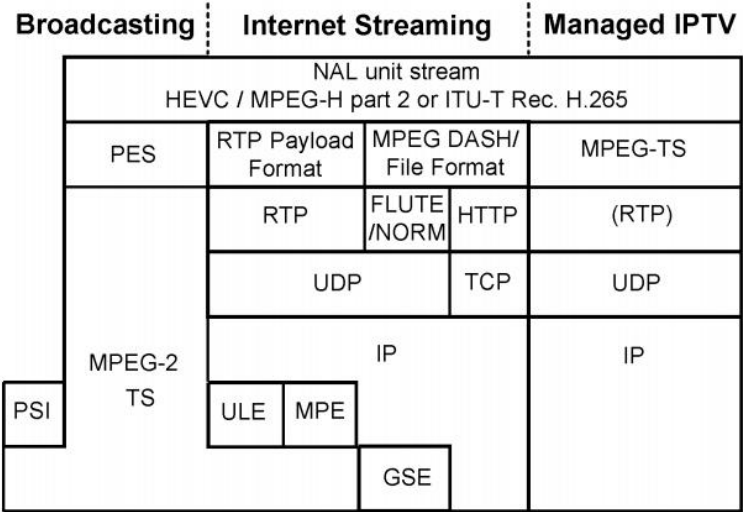 Broadcasting
Internet Streaming
Managed IPTV
NAL unit stream
HEVC / MPEG-H part 2 or ITU-T Rec. H.265
PES
RTP Payload
Format
MPEG DASH/
File Format
MPEG-TS
RTP
FLUTE
/NORM
HTTP
(RTP)
UDP
TCP
UDP
MPEG-2
TS
IP
IP
PSI
ULE
MPE
GSE